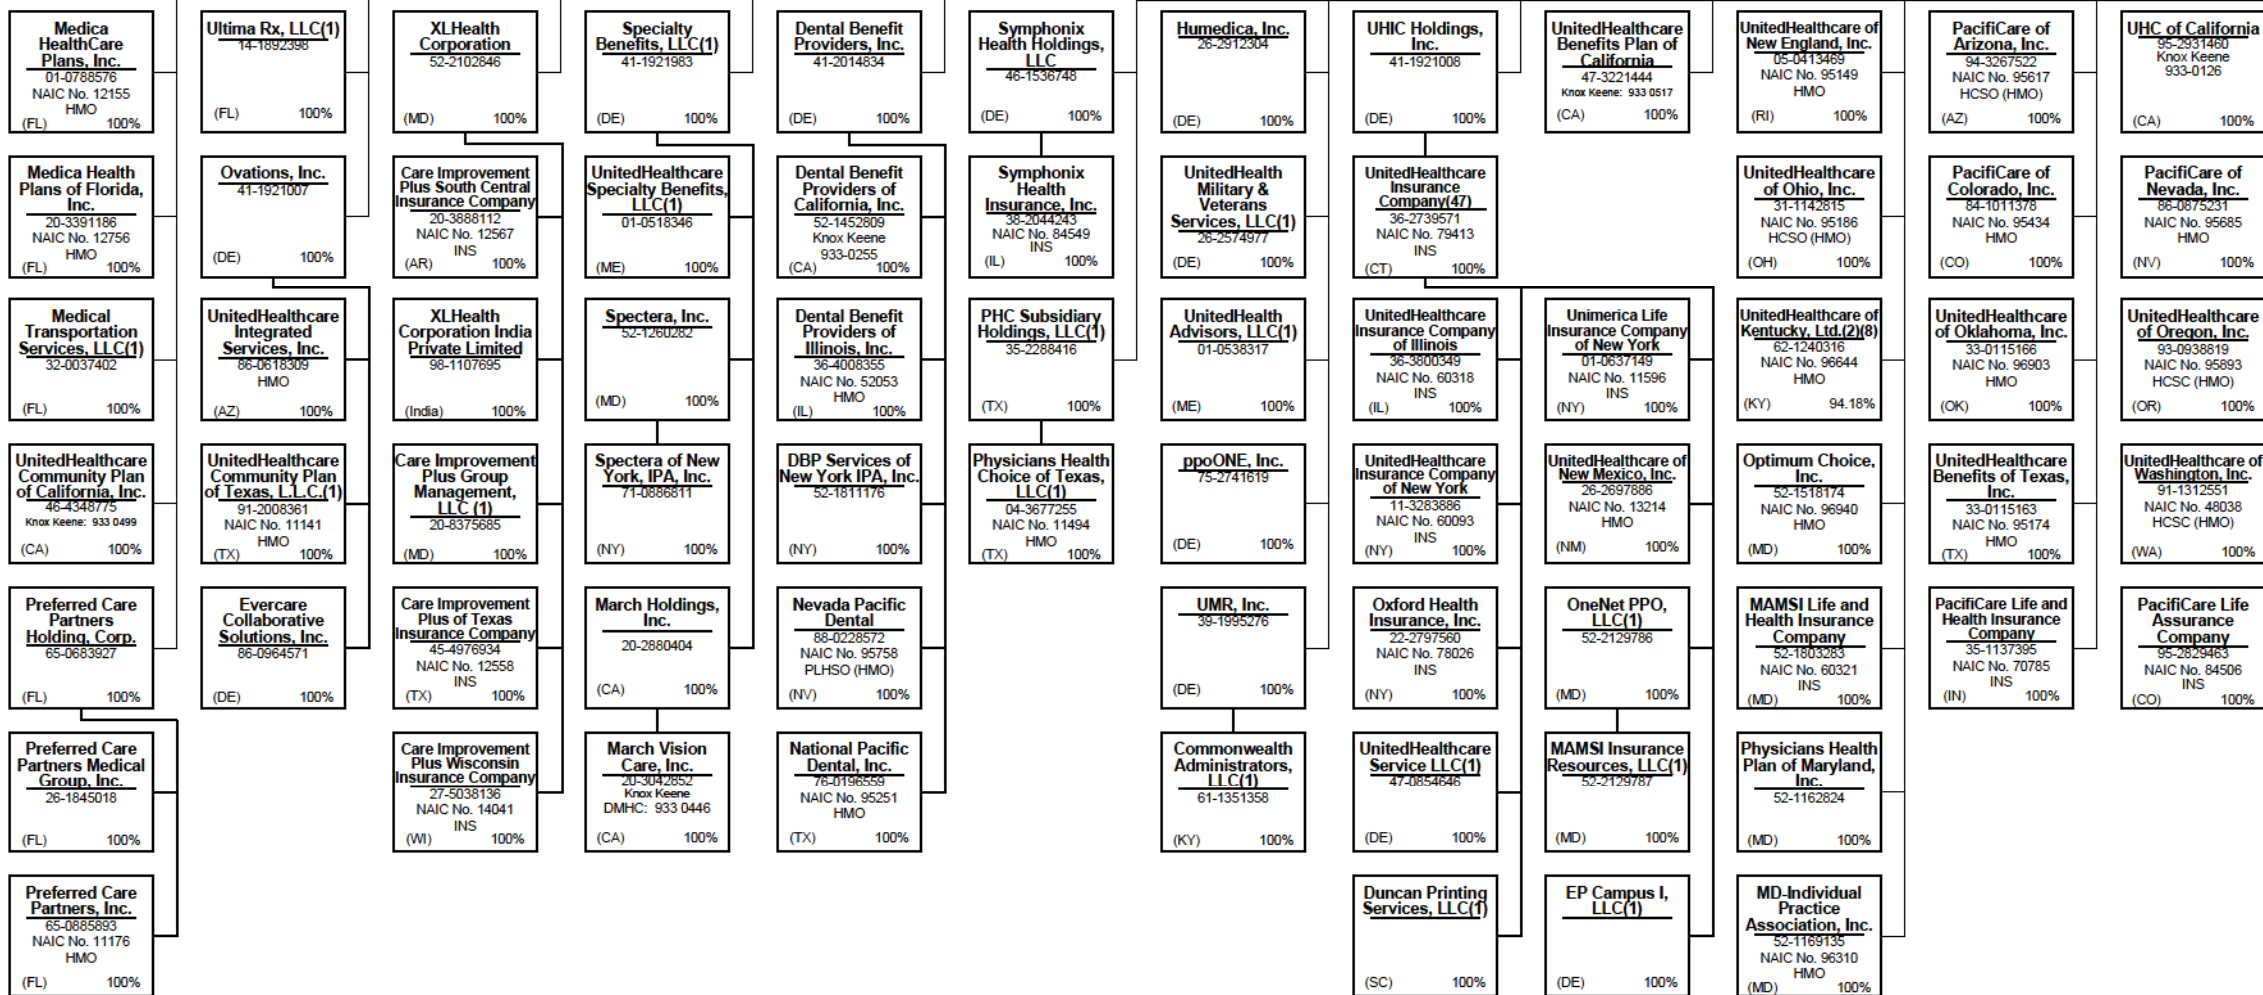 Medica
HealthCare
Plans, Inc.
01-0788576
NAIC No. 12155
HMO
(FL) 100%
Ultima Rx, LLC(1)
14-1892398
(FL) 100%
XLHealth
Corporation
52-2102846
(MD) 100%
Specialty
Benefits, LLC(1)
41-1921983
(DE) 100%
Dental Benefit
Providers, Inc.
41-2014834
(DE) 100%
Symphonix
Health Holdings,
LLC
46-1536748
(DE) 100%
Humedica, Inc.
26-2912304
(DE) 100%
UHIC Holdings,
Inc.
41-1921008
(DE) 100%
UnitedHealthcare
Benefits Plan of
California
47-3221444
Knox Keene: 933 0517
(CA) 100%
UnitedHealthcare of
New England, Inc.
05-0413469
NAIC No. 95149
HMO
(RI) 100%
PacifiCare of
Arizona, Inc.
94-3267522
NAIC No. 95617
HCSO (HMO)
(AZ) 100%
UHC of California
95-2931460
Knox Keene
933-0126
(CA) 100%
Medica Health
Plans of Florida,
Inc.
20-3391186
NAIC No. 12756
HMO
(FL) 100%
Ovations, Inc.
41-1921007
(DE) 100%
Care Improvement
Plus South Central
Insurance Company
20-3888112
NAIC No. 12567
INS
(AR) 100%
UnitedHealthcare
Specialty Benefits,
LLC(1)
01-0518346
(ME) 100%
Dental Benefit
Providers of
California, Inc.
52-1452809
Knox Keene
933-0255
(CA) 100%
Symphonix
Health
Insurance, Inc.
38-2044243
NAIC No. 84549
INS
(IL) 100%
UnitedHealth
Military &
Veterans
Services, LLC(1)
26-2574977
(DE) 100%
UnitedHealthcare
Insurance
Company(47)
36-2739571
NAIC No. 79413
INS
(CT) 100%
UnitedHealthcare
of Ohio, Inc.
31-1142815
NAIC No. 95186
HCSO (HMO)
(OH) 100%
PacifiCare of
Colorado, Inc.
84-1011378
NAIC No. 95434
HMO
(CO) 100%
PacifiCare of
Nevada, Inc.
86-0875231
NAIC No. 95685
HMO
(NV) 100%
Medical
Transportation
Services, LLC(1)
32-0037402
(FL) 100%
UnitedHealthcare
Integrated
Services, Inc.
86-0618309
HMO
(AZ) 100%
XLHealth
Corporation India
Private Limited
98-1107695
(India) 100%
Spectera, Inc.
52-1260282
(MD) 100%
Dental Benefit
Providers of
Illinois, Inc.
36-4008355
NAIC No. 52053
HMO
(IL) 100%
PHC Subsidiary
Holdings, LLC(1)
35-2288416
(TX) 100%
UnitedHealth
Advisors, LLC(1)
01-0538317
(ME) 100%
UnitedHealthcare
Insurance Company
of Illinois
36-3800349
NAIC No. 60318
INS
(IL) 100%
Unimerica Life
Insurance Company
of New York
01-0637149
NAIC No. 11596
INS
(NY) 100%
UnitedHealthcare of
Kentucky, Ltd.(2)(8)
62-1240316
NAIC No. 96644
HMO
(KY) 94.18%
UnitedHealthcare
of Oklahoma, Inc.
33-0115166
NAIC No. 96903
HMO
(OK) 100%
UnitedHealthcare
of Oregon, Inc.
93-0938819
NAIC No. 95893
HCSC (HMO)
(OR) 100%
UnitedHealthcare
Community Plan
of California, Inc.
46-4348775
Knox Keene: 933 0499
(CA) 100%
UnitedHealthcare
Community Plan
of Texas, L.L.C.(1)
91-2008361
NAIC No. 11141
HMO
(TX) 100%
Care Improvement
Plus Group
Management,
LLC (1)
20-8375685
(MD) 100%
Spectera of New
York, IPA, Inc.
71-0886811
(NY) 100%
DBP Services of
New York IPA, Inc.
52-1811176
(NY) 100%
Physicians Health
Choice of Texas,
LLC(1)
04-3677255
NAIC No. 11494
HMO
(TX) 100%
ppoONE, Inc.
75-2741619
(DE) 100%
UnitedHealthcare
Insurance Company
of New York
11-3283886
NAIC No. 60093
INS
(NY) 100%
UnitedHealthcare of
New Mexico, Inc.
26-2697886
NAIC No. 13214
HMO
(NM) 100%
Optimum Choice,
Inc.
52-1518174
NAIC No. 96940
HMO
(MD) 100%
UnitedHealthcare
Benefits of Texas,
Inc.
33-0115163
NAIC No. 95174
HMO
(TX) 100%
UnitedHealthcare of
Washington, Inc.
91-1312551
NAIC No. 48038
HCSC (HMO)
(WA) 100%
Preferred Care
Partners
Holding, Corp.
65-0683927
(FL) 100%
Evercare
Collaborative
Solutions, Inc.
86-0964571
(DE) 100%
Care Improvement
Plus of Texas
Insurance Company
45-4976934
NAIC No. 12558
INS
(TX) 100%
March Holdings,
Inc.
20-2880404
(CA) 100%
Nevada Pacific
Dental
88-0228572
NAIC No. 95758
PLHSO (HMO)
(NV) 100%
UMR, Inc.
39-1995276
(DE) 100%
Oxford Health
Insurance, Inc.
22-2797560
NAIC No. 78026
INS
(NY) 100%
OneNet PPO,
LLC(1)
52-2129786
(MD) 100%
MAMSI Life and
Health Insurance
Company
52-1803283
NAIC No. 60321
INS
(MD) 100%
PacifiCare Life and
Health Insurance
Company
35-1137395
NAIC No. 70785
INS
(IN) 100%
PacifiCare Life
Assurance
Company
95-2829463
NAIC No. 84506
INS
(CO) 100%
Preferred Care
Partners Medical
Group, Inc.
26-1845018
(FL) 100%
Care Improvement
Plus Wisconsin
Insurance Company
27-5038136
NAIC No. 14041
INS
(WI) 100%
March Vision
Care, Inc.
20-3042852
Knox Keene
DMHC: 933 0446
(CA) 100%
National Pacific
Dental, Inc.
76-0196559
NAIC No. 95251
HMO
(TX) 100%
Commonwealth
Administrators,
LLC(1)
61-1351358
(KY) 100%
UnitedHealthcare
Service LLC(1)
47-0854646
(DE) 100%
MAMSI Insurance
Resources, LLC(1)
52-2129787
(MD) 100%
Physicians Health
Plan of Maryland,
Inc.
52-1162824
(MD) 100%
Preferred Care
Partners, Inc.
65-0885893
NAIC No. 11176
HMO
(FL) 100%
Duncan Printing
Services, LLC(1)
(SC) 100%
EP Campus I,
LLC(1)
(DE) 100%
MD-Individual
Practice
Association, Inc.
52-1169135
NAIC No. 96310
HMO
(MD) 100%